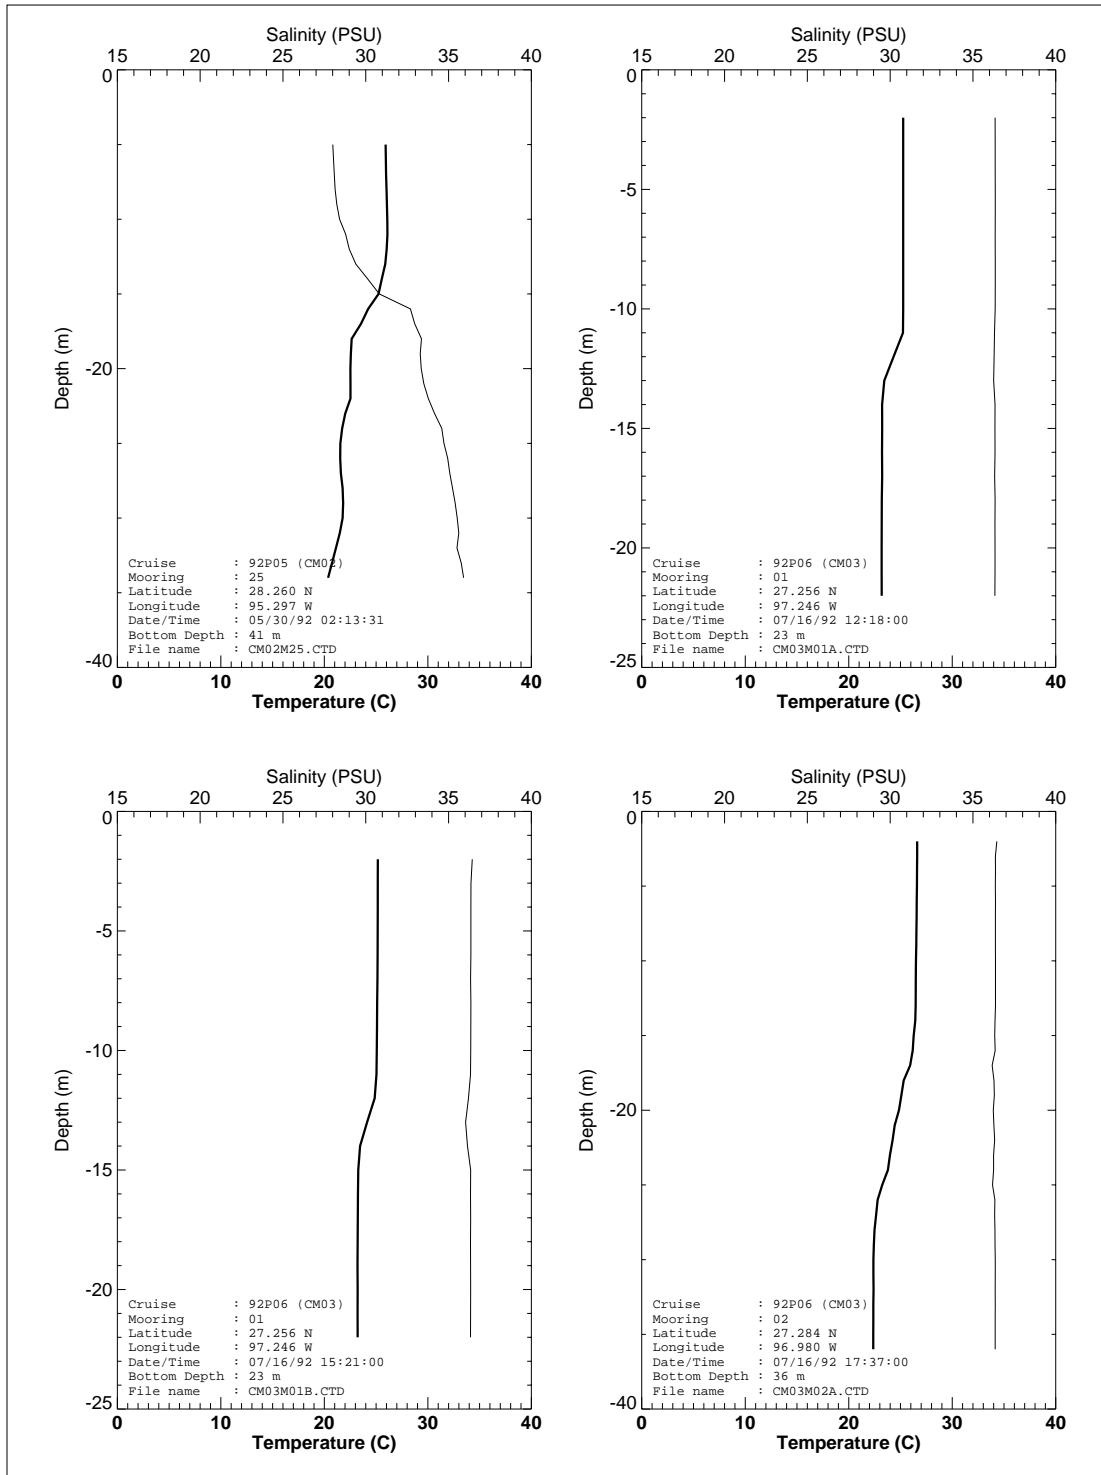 Salinity (PSU)
15 20 25 30 35 40
0
-20
-40
Depth (m)
Cruise : 92P05 (CM02)
Mooring : 25
Latitude : 28.260 N
Longitude : 95.297 W
Date/Time : 05/30/92 02:13:31
Bottom Depth : 41 m
File name : CM02M25.CTD
0 10 20 30 40
Temperature (C)
Salinity (PSU)
15 20 25 30 35 40
0
-5
-10
-15
-20
-25
Depth (m)
Cruise : 92P06 (CM03)
Mooring : 01
Latitude : 27.256 N
Longitude : 97.246 W
Date/Time : 07/16/92 12:18:00
Bottom Depth : 23 m
File name : CM03M01A.CTD
0 10 20 30 40
Temperature (C)
Salinity (PSU)
15 20 25 30 35 40
0
-5
-10
-15
-20
-25
Depth (m)
Cruise : 92P06 (CM03)
Mooring : 01
Latitude : 27.256 N
Longitude : 97.246 W
Date/Time : 07/16/92 15:21:00
Bottom Depth : 23 m
File name : CM03M01B.CTD
0 10 20 30 40
Temperature (C)
Salinity (PSU)
15 20 25 30 35 40
0
-20
-40
Depth (m)
Cruise : 92P06 (CM03)
Mooring : 02
Latitude : 27.284 N
Longitude : 96.980 W
Date/Time : 07/16/92 17:37:00
Bottom Depth : 36 m
File name : CM03M02A.CTD
0 10 20 30 40
Temperature (C)